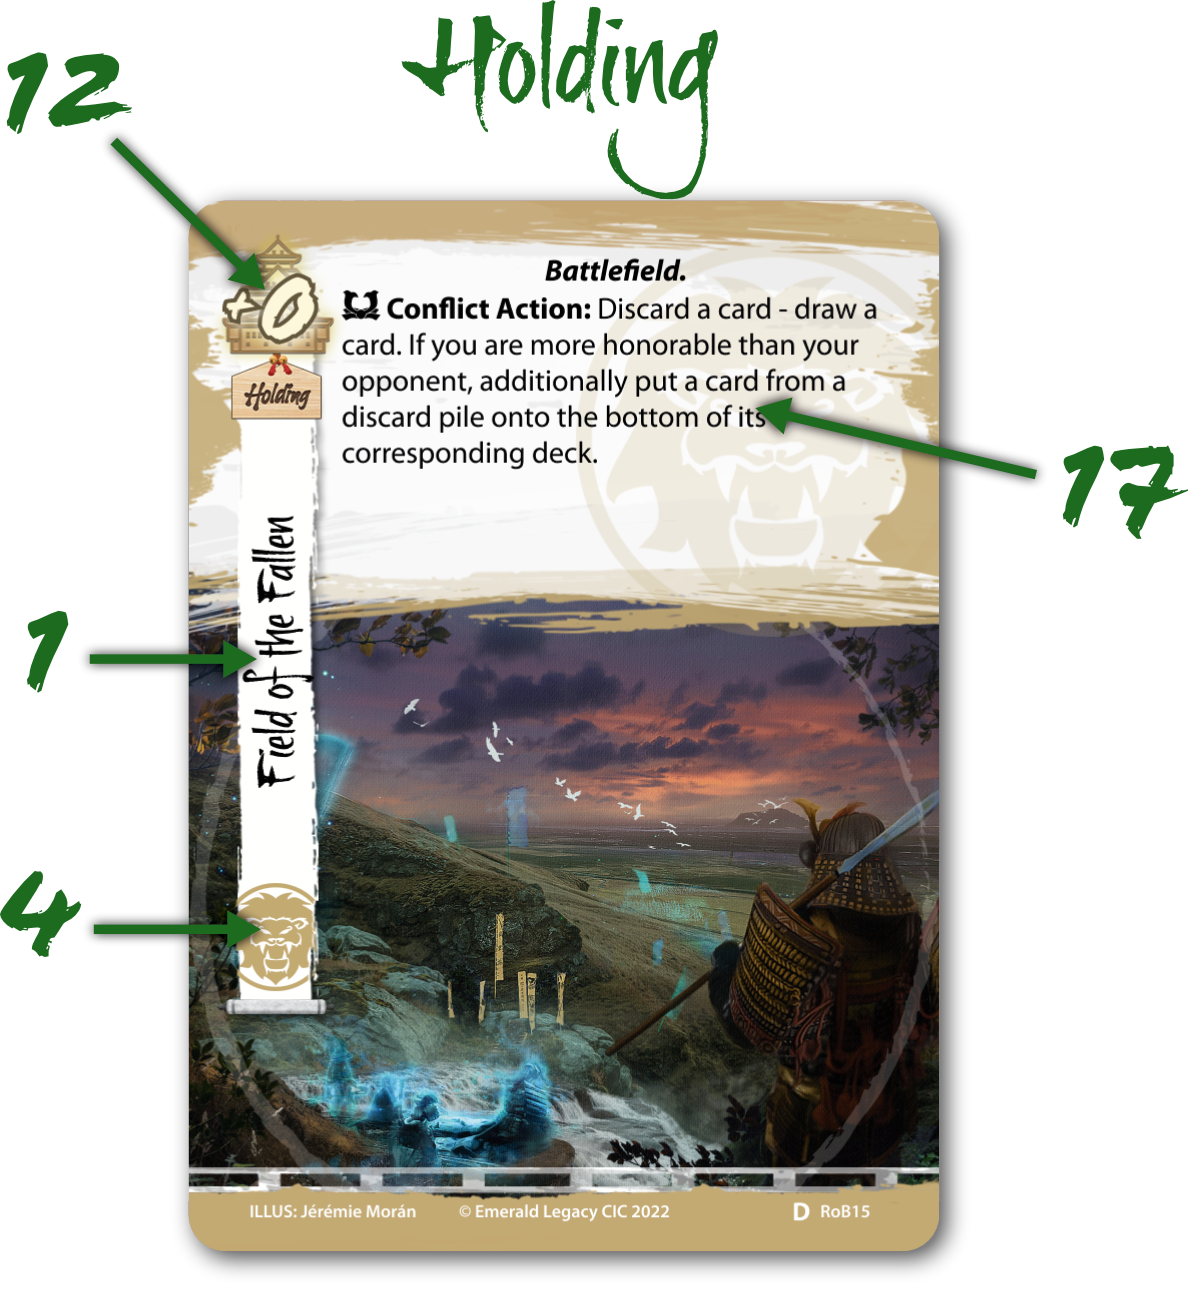 Holding
12
+0
Holding
Battlefield.
Conflict Action: Discard a card - draw a
card. If you are more honorable than your
opponent, additionally put a card from a
discard pile onto the bottom of its
corresponding deck.
17
1
Field of the Fallen
4
ILLUS: Jérémie Morán © Emerald Legacy CIC 2022 D RoB15